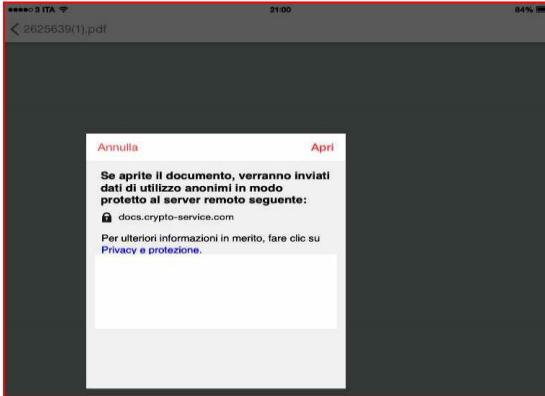 3 ITA 21:00 84%
2625639(1).pdf
Annulla Apri
Se aprite il documento, verranno inviati
dati di utilizzo anonimi in modo
protetto al server remoto seguente:
docs.crypto-service.com
Per ulteriori informazioni in merito, fare clic su
Privacy e protezione.